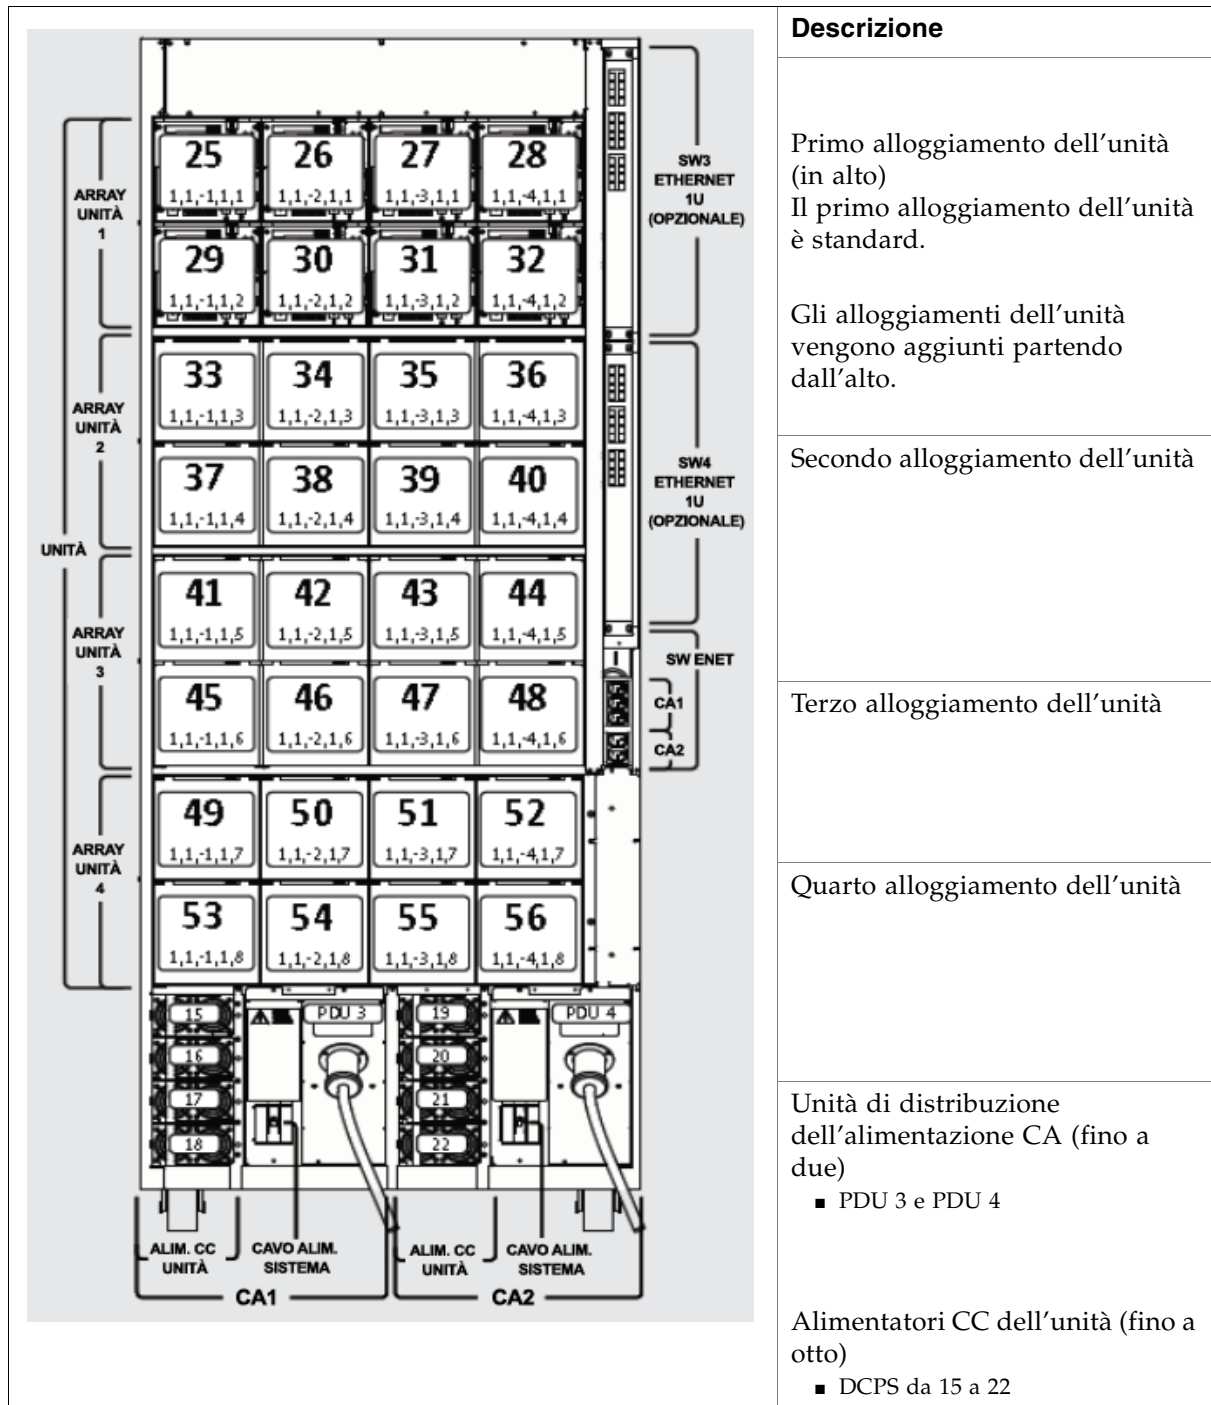 Descrizione
25 26 27 28
1,1,-1,1,1 1,1,-2,1,1 1,1,-3,1,1 1,1,-4,1,1
29 30 31 32
1,1,-1,1,2 1,1,-2,1,2 1,1,-3,1,2 1,1,-4,1,2
33 34 35 36
1,1,-1,1,3 1,1,-2,1,3 1,1,-3,1,3 1,1,-4,1,3
37 38 39 40
1,1,-1,1,4 1,1,-2,1,4 1,1,-3,1,4 1,1,-4,1,4
41 42 43 44
1,1,-1,1,5 1,1,-2,1,5 1,1,-3,1,5 1,1,-4,1,5
45 46 47 48
1,1,-1,1,6 1,1,-2,1,6 1,1,-3,1,6 1,1,-4,1,6
49 50 51 52
1,1,-1,1,7 1,1,-2,1,7 1,1,-3,1,7 1,1,-4,1,7
53 54 55 56
1,1,-1,1,8 1,1,-2,1,8 1,1,-3,1,8 1,1,-4,1,8
UNITÀ
ARRAY
UNITÀ
1
ARRAY
UNITÀ
2
ARRAY
UNITÀ
3
ARRAY
UNITÀ
4
SW3
ETHERNET
1U
(OPZIONALE)
SW4
ETHERNET
1U
(OPZIONALE)
SW ENET
CA1
CA2
15
16
17
18
PDU 3
19
20
21
22
PDU 4
ALIM. CC
UNITÀ
CAVO ALIM.
SISTEMA
ALIM. CC
UNITÀ
CAVO ALIM.
SISTEMA
CA1
CA2
Primo alloggiamento dell’unità
(in alto)
Il primo alloggiamento dell’unità
è standard.
Gli alloggiamenti dell’unità
vengono aggiunti partendo
dall’alto.
Secondo alloggiamento dell’unità
Terzo alloggiamento dell’unità
Quarto alloggiamento dell’unità
Unità di distribuzione
dell’alimentazione CA (fino a
due)
■ PDU 3 e PDU 4
Alimentatori CC dell’unità (fino a
otto)
■ DCPS da 15 a 22